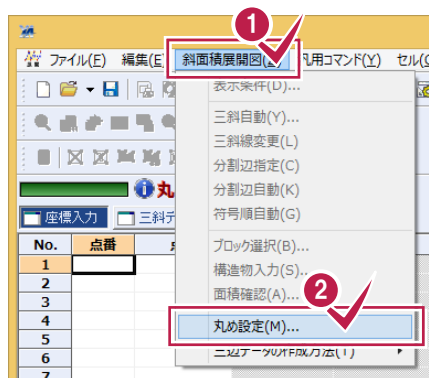 1
ファイル(F) 編集(E) 斜面積展開図( 凡用コマンド(Y) セル(
表示条件(D)...
三斜自動(Y)...
三斜線変更(L)
分割辺指定(C)
分割辺自動(K)
符号順自動(G)
丸
座標入力 三斜デ
No. 点番
1
2
3
4
5
6
7
ブロック選択(B)...
構造物入力(S)...
面積確認(A)...
2
丸め設定(M)...
三辺データの作成方法(T)